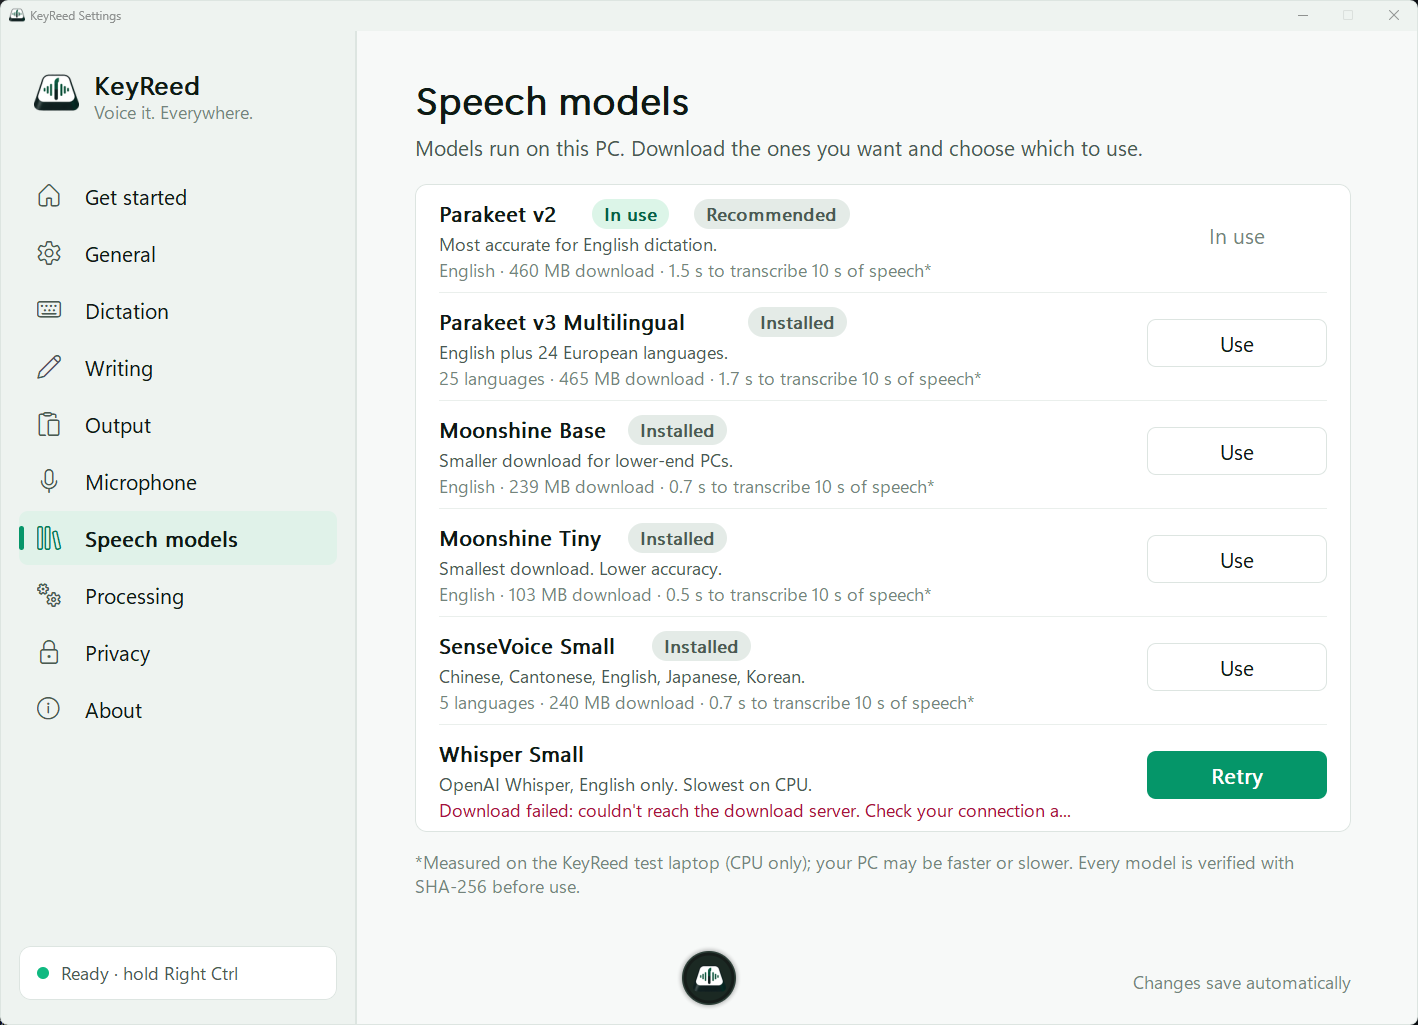 KeyReed Settings
KeyReed
Voice it. Everywhere.
Get started
General
Dictation
Writing
Output
Microphone
Speech models
Processing
Privacy
About
Ready · hold Right Ctrl
Speech models
Models run on this PC. Download the ones you want and choose which to use.
Parakeet v2 In use Recommended
Most accurate for English dictation.
English · 460 MB download · 1.5 s to transcribe 10 s of speech*
In use
Parakeet v3 Multilingual Installed
English plus 24 European languages.
25 languages · 465 MB download · 1.7 s to transcribe 10 s of speech*
Use
Moonshine Base Installed
Smaller download for lower-end PCs.
English · 239 MB download · 0.7 s to transcribe 10 s of speech*
Use
Moonshine Tiny Installed
Smallest download. Lower accuracy.
English · 103 MB download · 0.5 s to transcribe 10 s of speech*
Use
SenseVoice Small Installed
Chinese, Cantonese, English, Japanese, Korean.
5 languages · 240 MB download · 0.7 s to transcribe 10 s of speech*
Use
Whisper Small
OpenAI Whisper, English only. Slowest on CPU.
Download failed: couldn't reach the download server. Check your connection a...
Retry
*Measured on the KeyReed test laptop (CPU only); your PC may be faster or slower. Every model is verified with
SHA-256 before use.
Changes save automatically